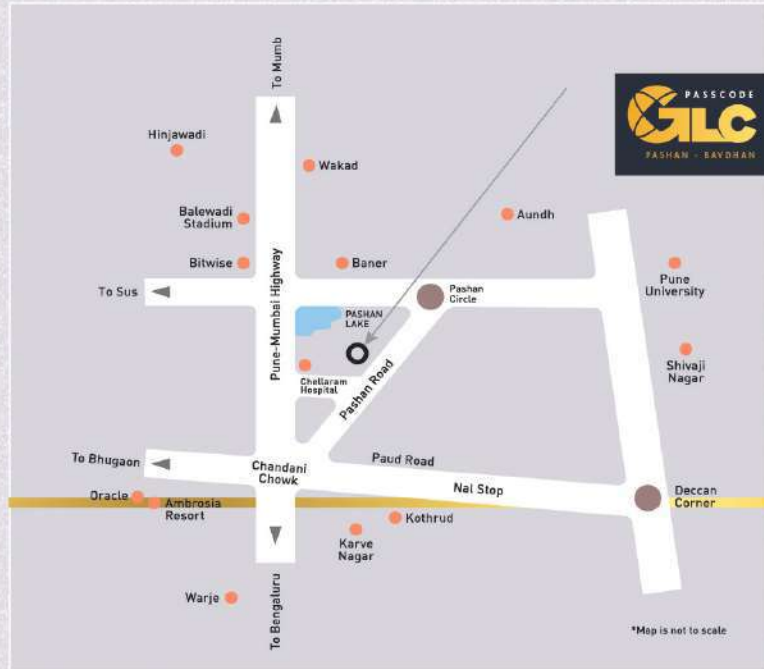 To Mumb
PASSCODE
GLC
PASHAN - BAVDHAN
Hinjawadi
Wakad
Balewadi
Stadium
Aundh
Bitwise
Baner
Pune-Mumbai Highway
To Sus
Pashan
Circle
Pune
University
PASHAN
LAKE
Chellaram
Hospital
Pashan Road
Shivaji
Nagar
To Bhugaon
Chandani
Chowk
Paud Road
Nal Stop
Deccan
Corner
Oracle
Ambrosia
Resort
Kothrud
Karve
Nagar
Warje
To Bengaluru
*Map is not to scale